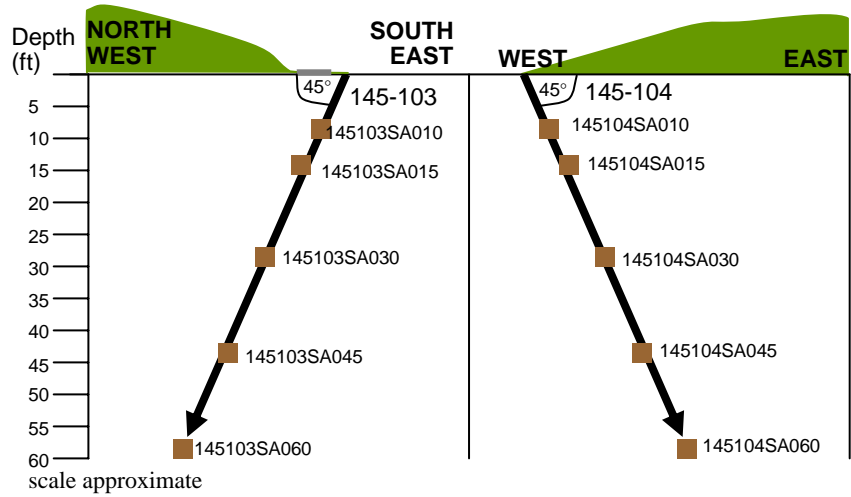 Depth
(ft)
NORTH
WEST
SOUTH
EAST
WEST
EAST
45°
145-103
45°
145-104
5
10
15
20
25
30
35
40
45
50
55
60
145103SA010
145103SA015
145103SA030
145103SA045
145103SA060
145104SA010
145104SA015
145104SA030
145104SA045
145104SA060
scale approximate